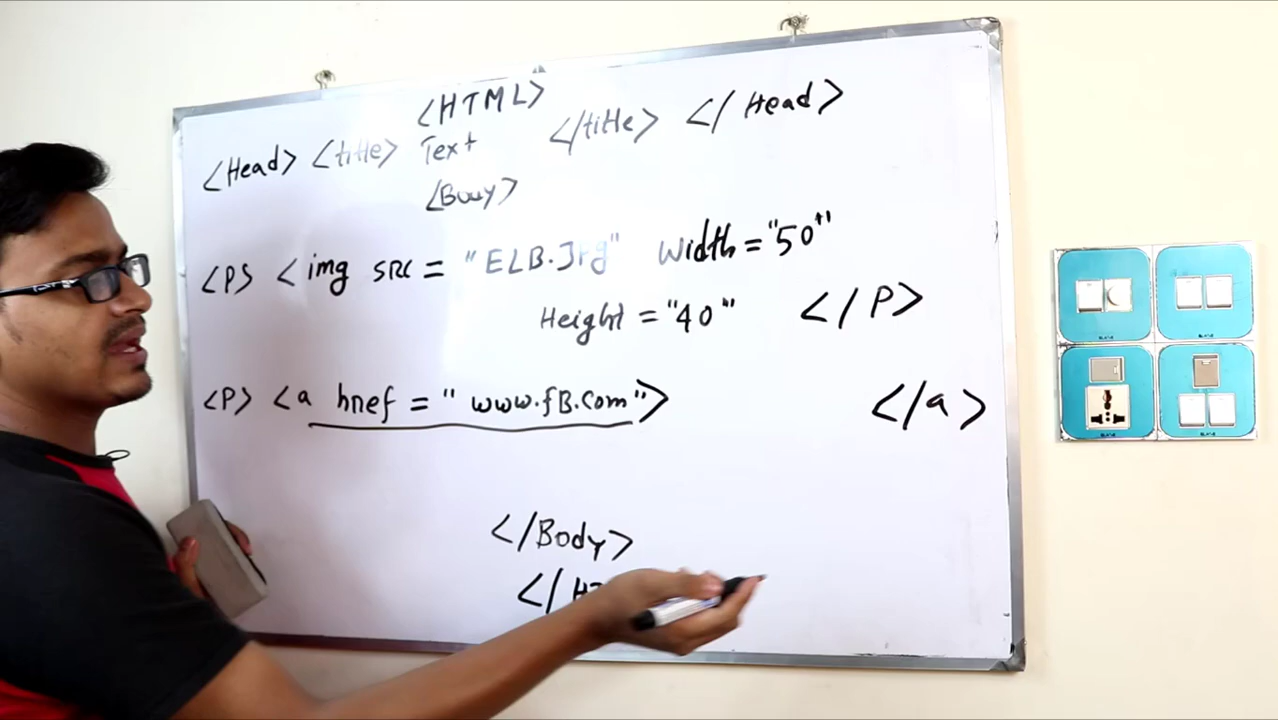 <HTML>
<Head> <title> Text </title> </Head>
<Body>
<P> <img src = "ELB.Jpg" width = "50"
Height = "40" </P>
<P> <a href = "www.fB.com"> </a>
</Body>
</